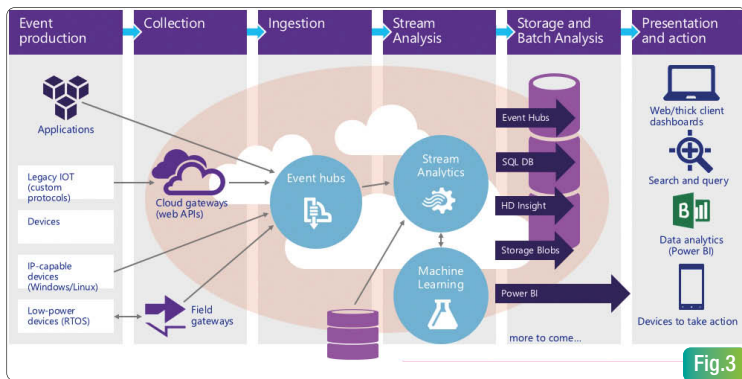 Event
production
Collection
Ingestion
Stream
Analysis
Storage and
Batch Analysis
Presentation
and action
Applications
Legacy IOT
(custom
protocols)
Devices
IP-capable
devices
(Windows/Linux)
Low-power
devices (RTOS)
Cloud gateways
(web APIs)
Field
gateways
Event hubs
Stream
Analytics
Machine
Learning
Event Hubs
SQL DB
HD Insight
Storage Blobs
Power BI
more to come...
Web/thick client
dashboards
Search and query
B
Data analytics
(Power BI)
Devices to take action
Fig.3